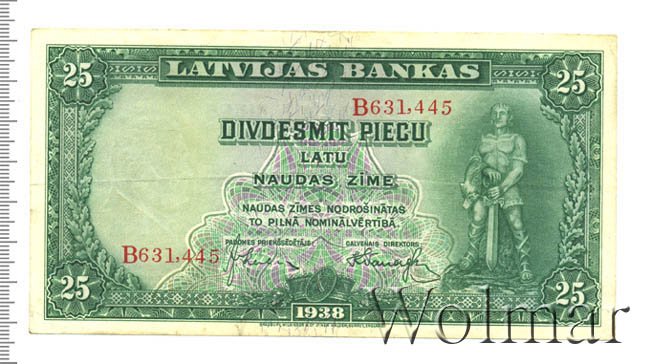 25 LATVIJAS BANKAS 25
B631,445
DIVDESMIT PIECU
LATU
NAUDAS ZĪME
NAUDAS ZĪMES NODROŠINĀTAS
TO PILNĀ NOMINĀLVĒRTĪBĀ.
PADOMES PRIEKŠSĒDĒTĀJS GALVENAIS DIREKTORS
B631,445
25 1938 25
Wolmar